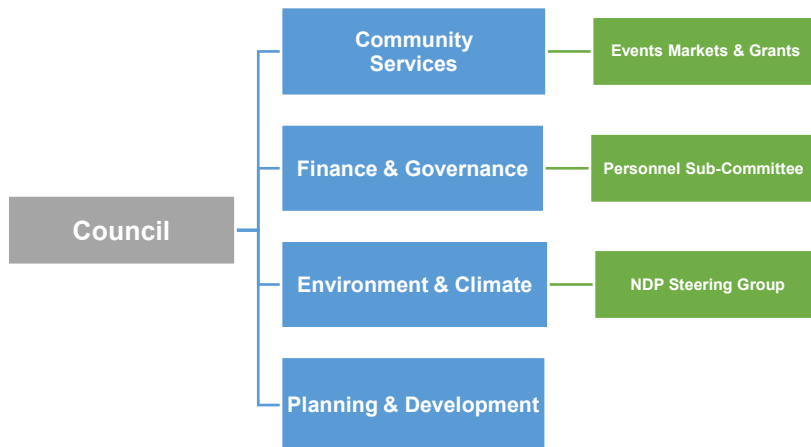 Community
Services
Events Markets & Grants
Finance & Governance
Personnel Sub-Committee
Council
Environment & Climate
NDP Steering Group
Planning & Development